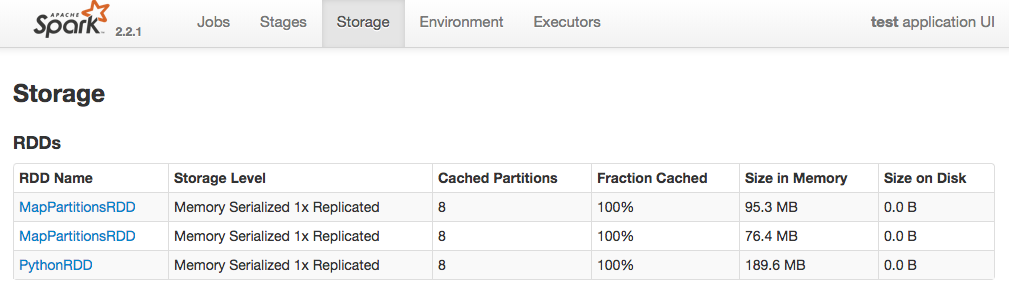 APACHE
Spark 2.2.1 Jobs Stages Storage Environment Executors test application UI
Storage
RDDs
RDD Name Storage Level Cached Partitions Fraction Cached Size in Memory Size on Disk
MapPartitionsRDD Memory Serialized 1x Replicated 8 100% 95.3 MB 0.0 B
MapPartitionsRDD Memory Serialized 1x Replicated 8 100% 76.4 MB 0.0 B
PythonRDD Memory Serialized 1x Replicated 8 100% 189.6 MB 0.0 B